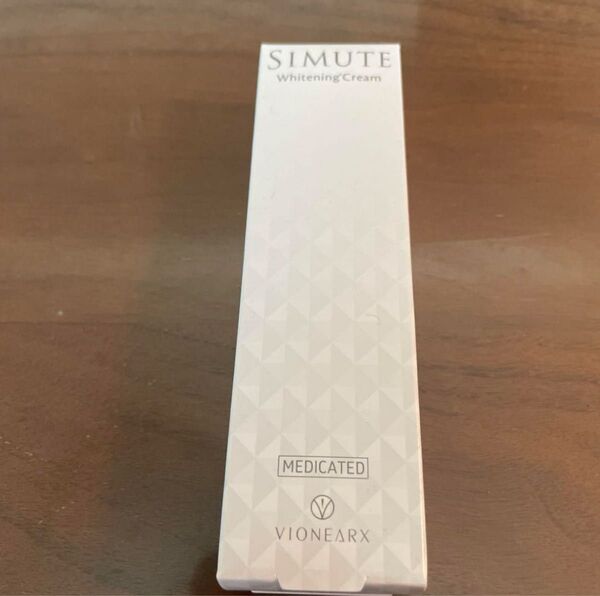 SIMUTE
Whitening Cream
MEDICATED
VIONEARX